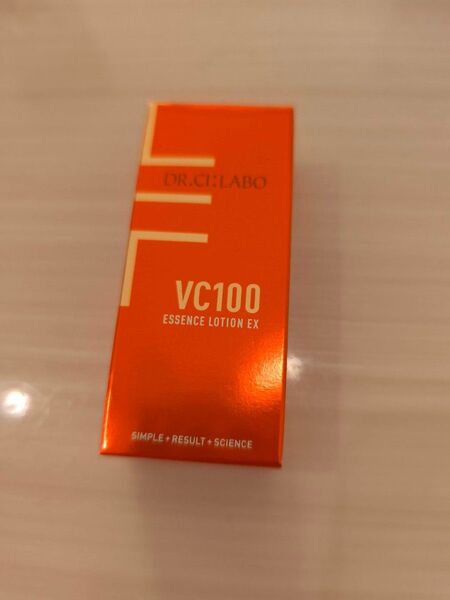 DR.CI:LABO
VC100
ESSENCE LOTION EX
SIMPLE + RESULT + SCIENCE